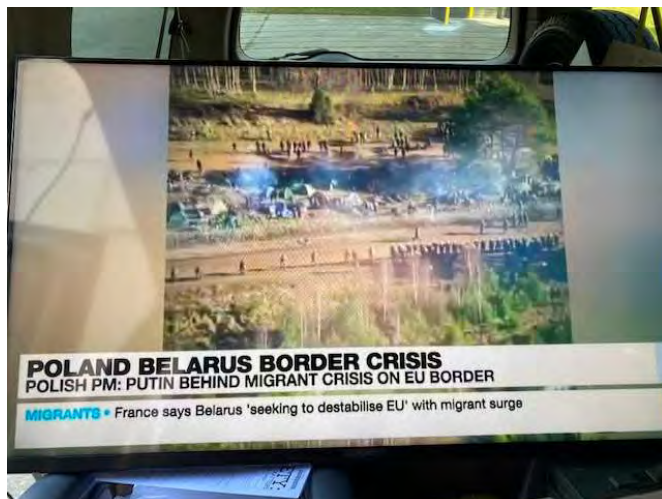 POLAND BELARUS BORDER CRISIS
POLISH PM: PUTIN BEHIND MIGRANT CRISIS ON EU BORDER
MIGRANTS • France says Belarus 'seeking to destabilise EU' with migrant surge